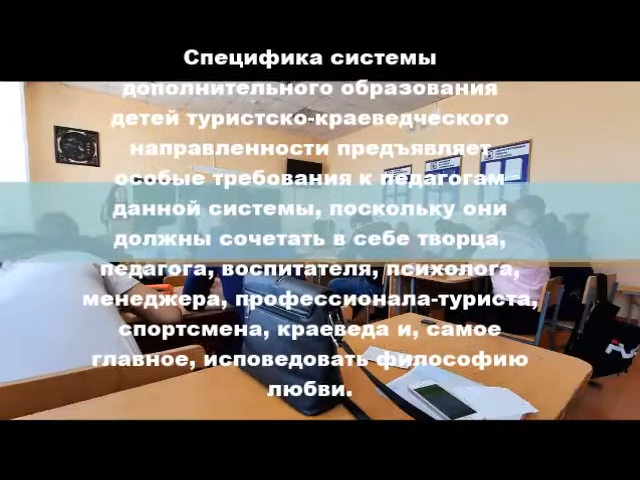 Специфика системы
дополнительного образования
детей туристско-краеведческого
направленности предъявляет
особые требования к педагогам
данной системы, поскольку они
должны сочетать в себе творца,
педагога, воспитателя, психолога,
менеджера, профессионала-туриста,
спортсмена, краеведа и, самое
главное, исповедовать философию
любви.